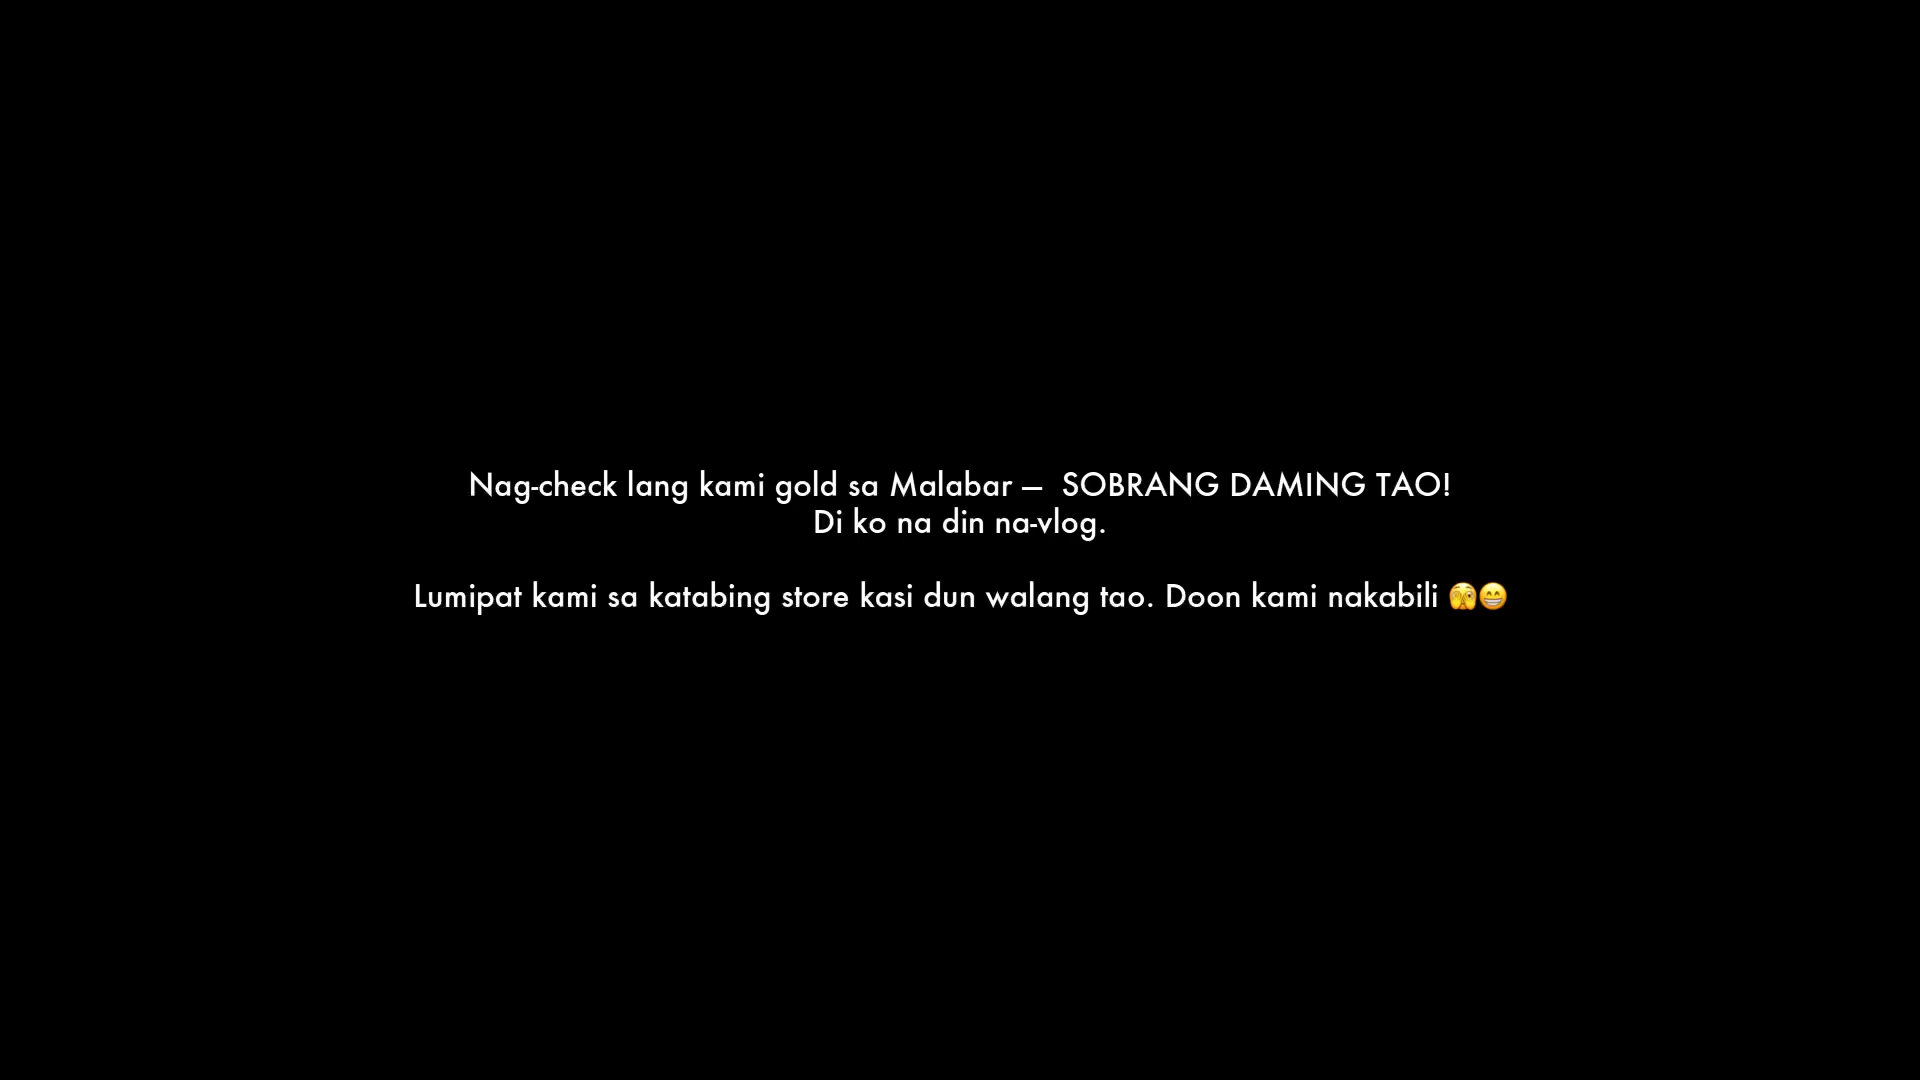 Nag-check lang kami gold sa Malabar —  SOBRANG DAMING TAO!
Di ko na din na-vlog.
Lumipat kami sa katabing store kasi dun walang tao. Doon kami nakabili 🫣😁